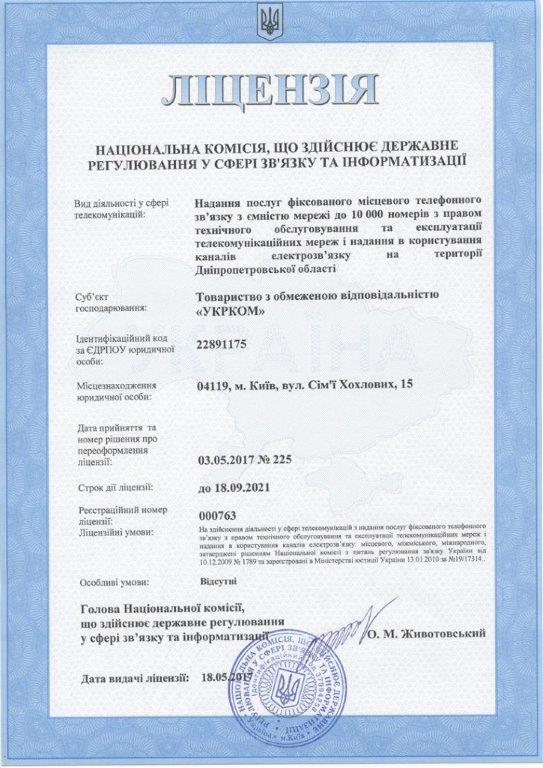 ЛІЦЕНЗІЯ
НАЦІОНАЛЬНА КОМІСІЯ, ЩО ЗДІЙСНЮЄ ДЕРЖАВНЕ
РЕГУЛЮВАННЯ У СФЕРІ ЗВ'ЯЗКУ ТА ІНФОРМАТИЗАЦІЇ
Вид діяльності у сфері
телекомунікацій:
Надання послуг фіксованого місцевого телефонного
зв'язку з ємністю мережі до 10 000 номерів з правом
технічного обслуговування та експлуатації
телекомунікаційних мереж і надання в користування
каналів електрозв'язку на території
Дніпропетровської області
Суб'єкт
господарювання:
Товариство з обмеженою відповідальністю
«УКРКОМ»
Ідентифікаційний код
за ЄДРПОУ юридичної
особи:
22891175
Місцезнаходження
юридичної особи:
04119, м. Київ, вул. Сім'ї Хохлових, 15
Дата прийняття та
номер рішення про
переоформлення
ліцензії:
03.05.2017 № 225
Строк дії ліцензії:
до 18.09.2021
Реєстраційний номер
ліцензії:
000763
Ліцензійні умови:
На здійснення діяльності у сфері телекомунікацій з надання послуг фіксованого телефонного
зв'язку з правом технічного обслуговування та експлуатації телекомунікаційних мереж і
надання в користування каналів електрозв'язку: місцевого, міжміського, міжнародного,
затверджені рішенням Національної комісії з питань регулювання зв'язку України від
10.12.2009 № 1789 та зареєстровані в Міністерстві юстиції України 13.01.2010 за №19/17314.
Особливі умови:
Відсутні
Голова Національної комісії,
що здійснює державне регулювання
у сфері зв'язку та інформатизації
О. М. Животовський
Дата видачі ліцензії: 18.05.2017
УКРАЇНА